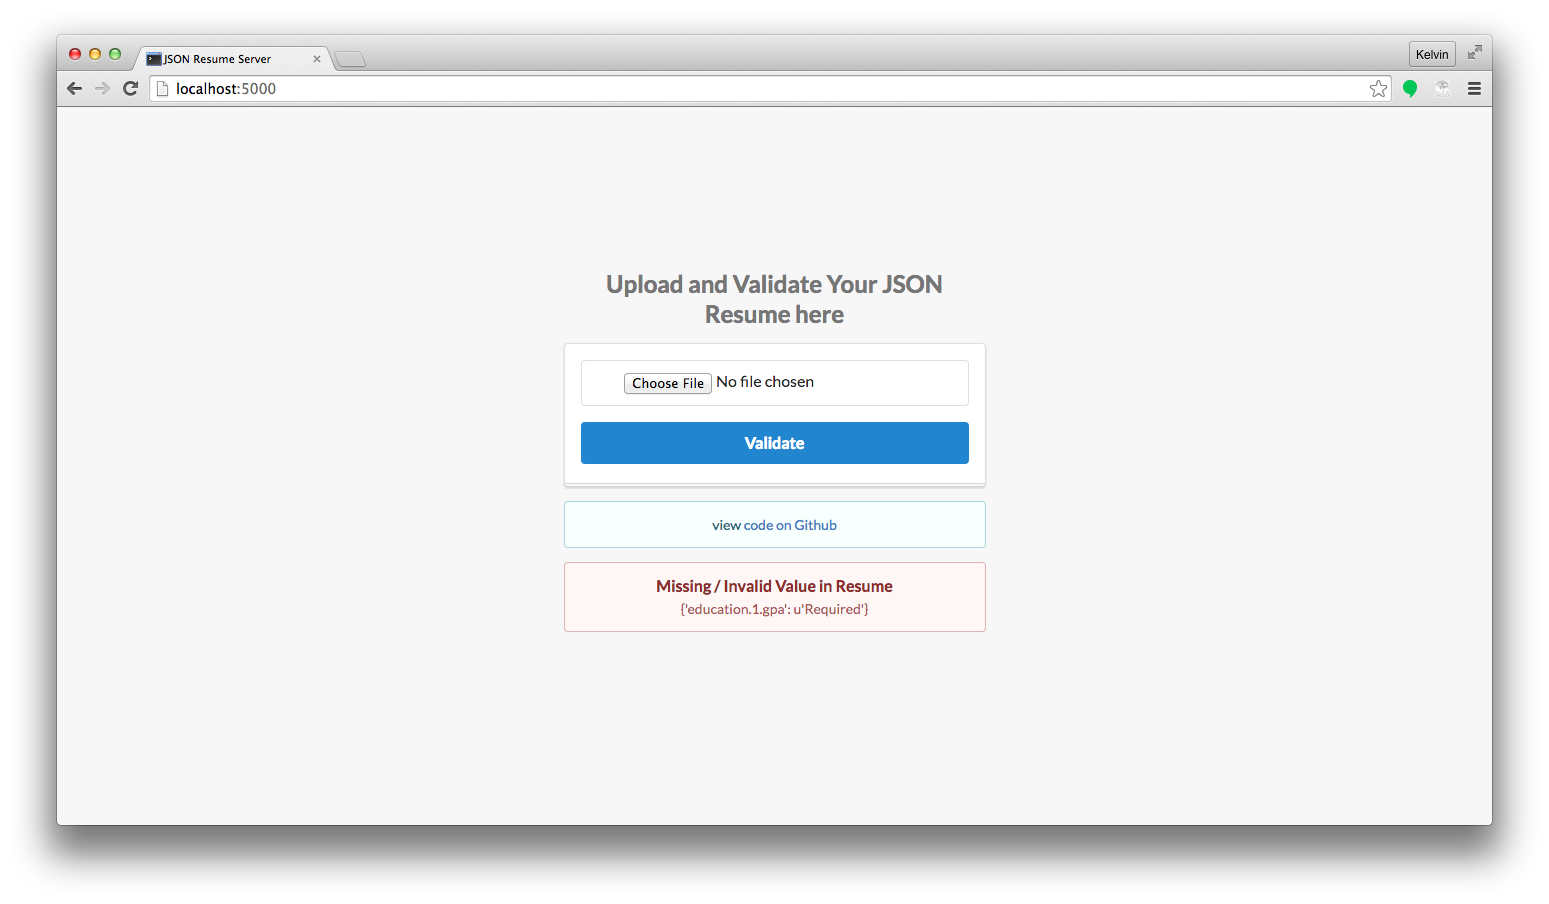 JSON Resume Server
Kelvin
localhost:5000
Upload and Validate Your JSON
Resume here
Choose File No file chosen
Validate
view code on Github
Missing / Invalid Value in Resume
{'education.1.gpa': u'Required'}